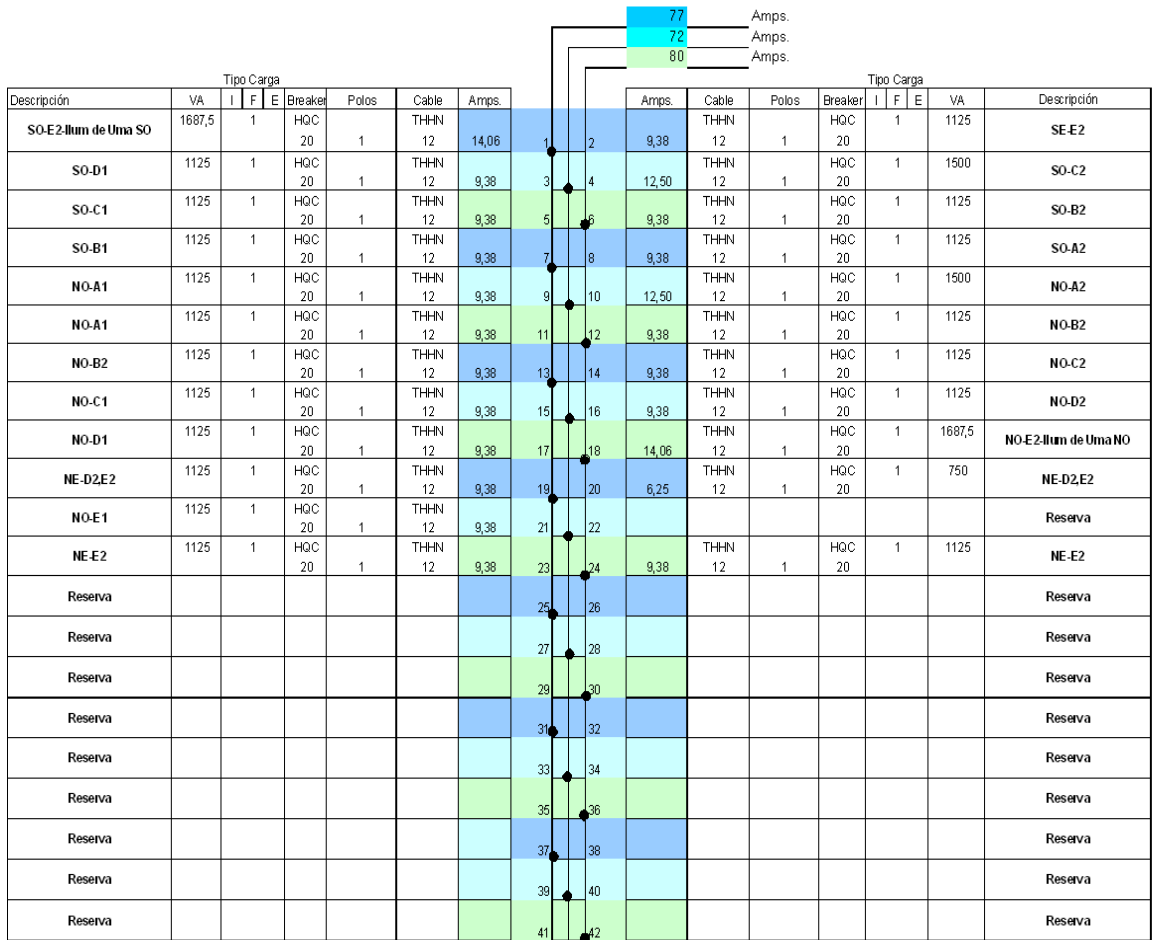 77 Amps.
72 Amps.
80 Amps.
Tipo Carga Tipo Carga
Descripción VA I F E Breaker Polos Cable Amps. Amps. Cable Polos Breaker I F E VA Descripción
SO-E2-Ilum de Uma SO 1687,5 1 HQC THHN THHN HQC 1 1125 SE-E2
20 1 12 14,06 1 2 9,38 12 1 20
SO-D1 1125 1 HQC THHN THHN HQC 1 1500 SO-C2
20 1 12 9,38 3 4 12,50 12 1 20
SO-C1 1125 1 HQC THHN THHN HQC 1 1125 SO-B2
20 1 12 9,38 5 6 9,38 12 1 20
SO-B1 1125 1 HQC THHN THHN HQC 1 1125 SO-A2
20 1 12 9,38 7 8 9,38 12 1 20
NO-A1 1125 1 HQC THHN THHN HQC 1 1500 NO-A2
20 1 12 9,38 9 10 12,50 12 1 20
NO-A1 1125 1 HQC THHN THHN HQC 1 1125 NO-B2
20 1 12 9,38 11 12 9,38 12 1 20
NO-B2 1125 1 HQC THHN THHN HQC 1 1125 NO-C2
20 1 12 9,38 13 14 9,38 12 1 20
NO-C1 1125 1 HQC THHN THHN HQC 1 1125 NO-D2
20 1 12 9,38 15 16 9,38 12 1 20
NO-D1 1125 1 HQC THHN THHN HQC 1 1687,5 NO-E2-Ilum de Uma NO
20 1 12 9,38 17 18 14,06 12 1 20
NE-D2,E2 1125 1 HQC THHN THHN HQC 1 750 NE-D2,E2
20 1 12 9,38 19 20 6,25 12 1 20
NO-E1 1125 1 HQC THHN Reserva
20 1 12 9,38 21 22
NE-E2 1125 1 HQC THHN THHN HQC 1 1125 NE-E2
20 1 12 9,38 23 24 9,38 12 1 20
Reserva 25 26 Reserva
Reserva 27 28 Reserva
Reserva 29 30 Reserva
Reserva 31 32 Reserva
Reserva 33 34 Reserva
Reserva 35 36 Reserva
Reserva 37 38 Reserva
Reserva 39 40 Reserva
Reserva 41 42 Reserva